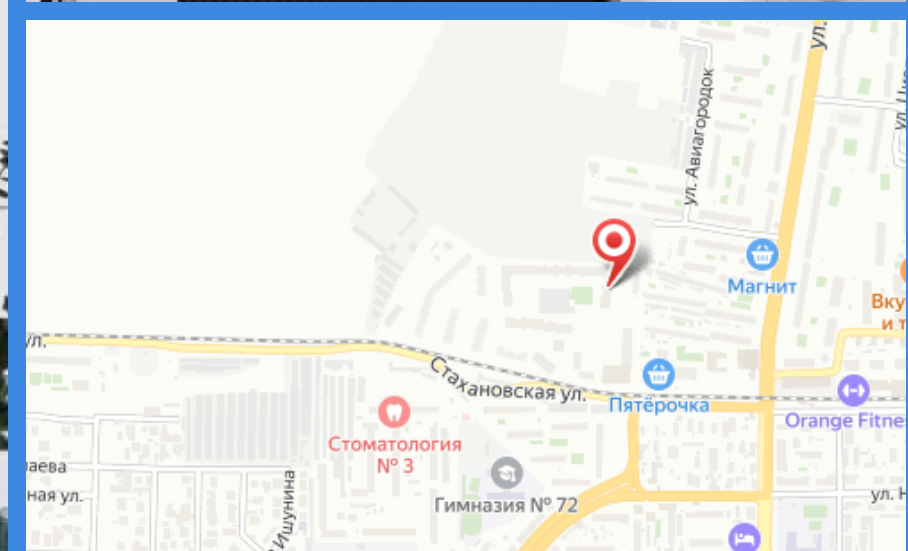 ул.
ул. Авиагородок
Магнит
Вку
и т
ул.
Стахановская ул.
Пятёрочка
Orange Fitne
Стоматология
№ 3
Гимназия № 72
аева
ная ул.
Ишунина
ул. Н